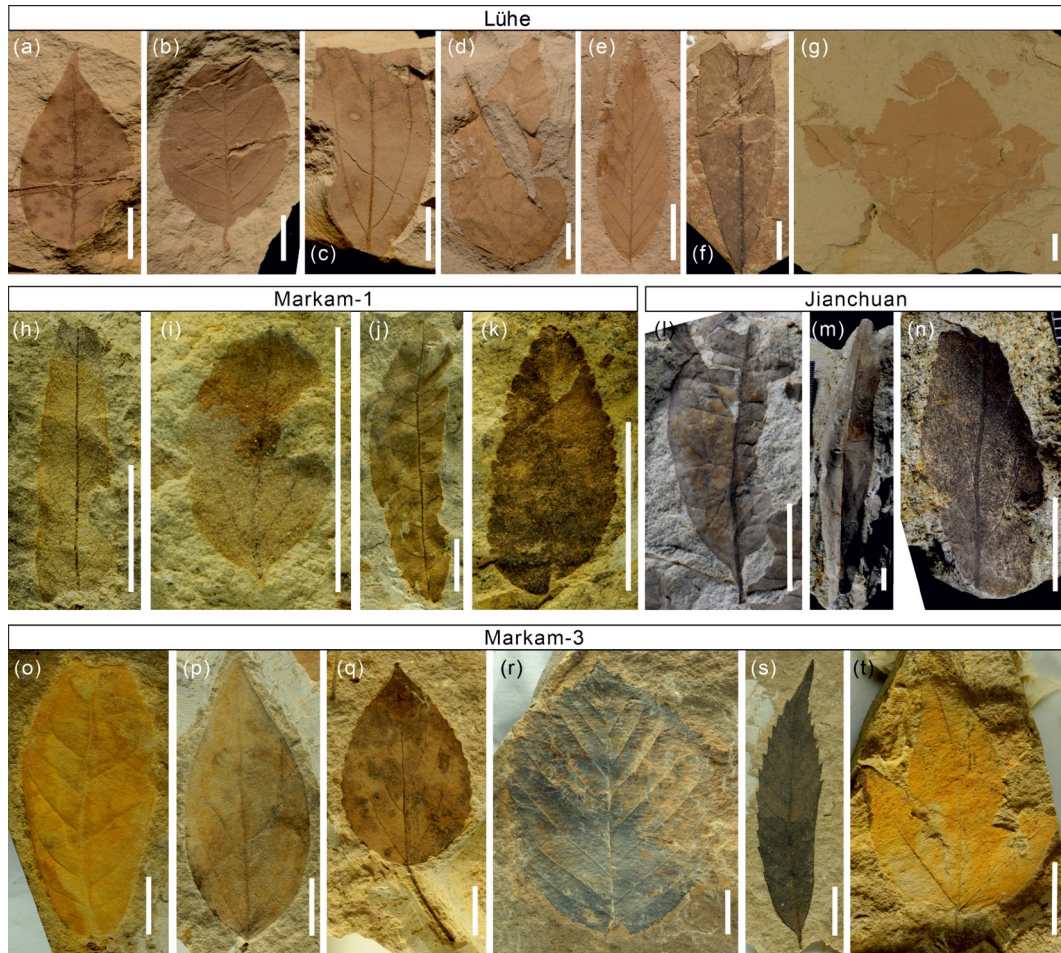 Lühe
(a) (b) (c) (d) (e) (f) (g)
Markam-1
Jianchuan
(h) (i) (j) (k) (l) (m) (n)
Markam-3
(o) (p) (q) (r) (s) (t)